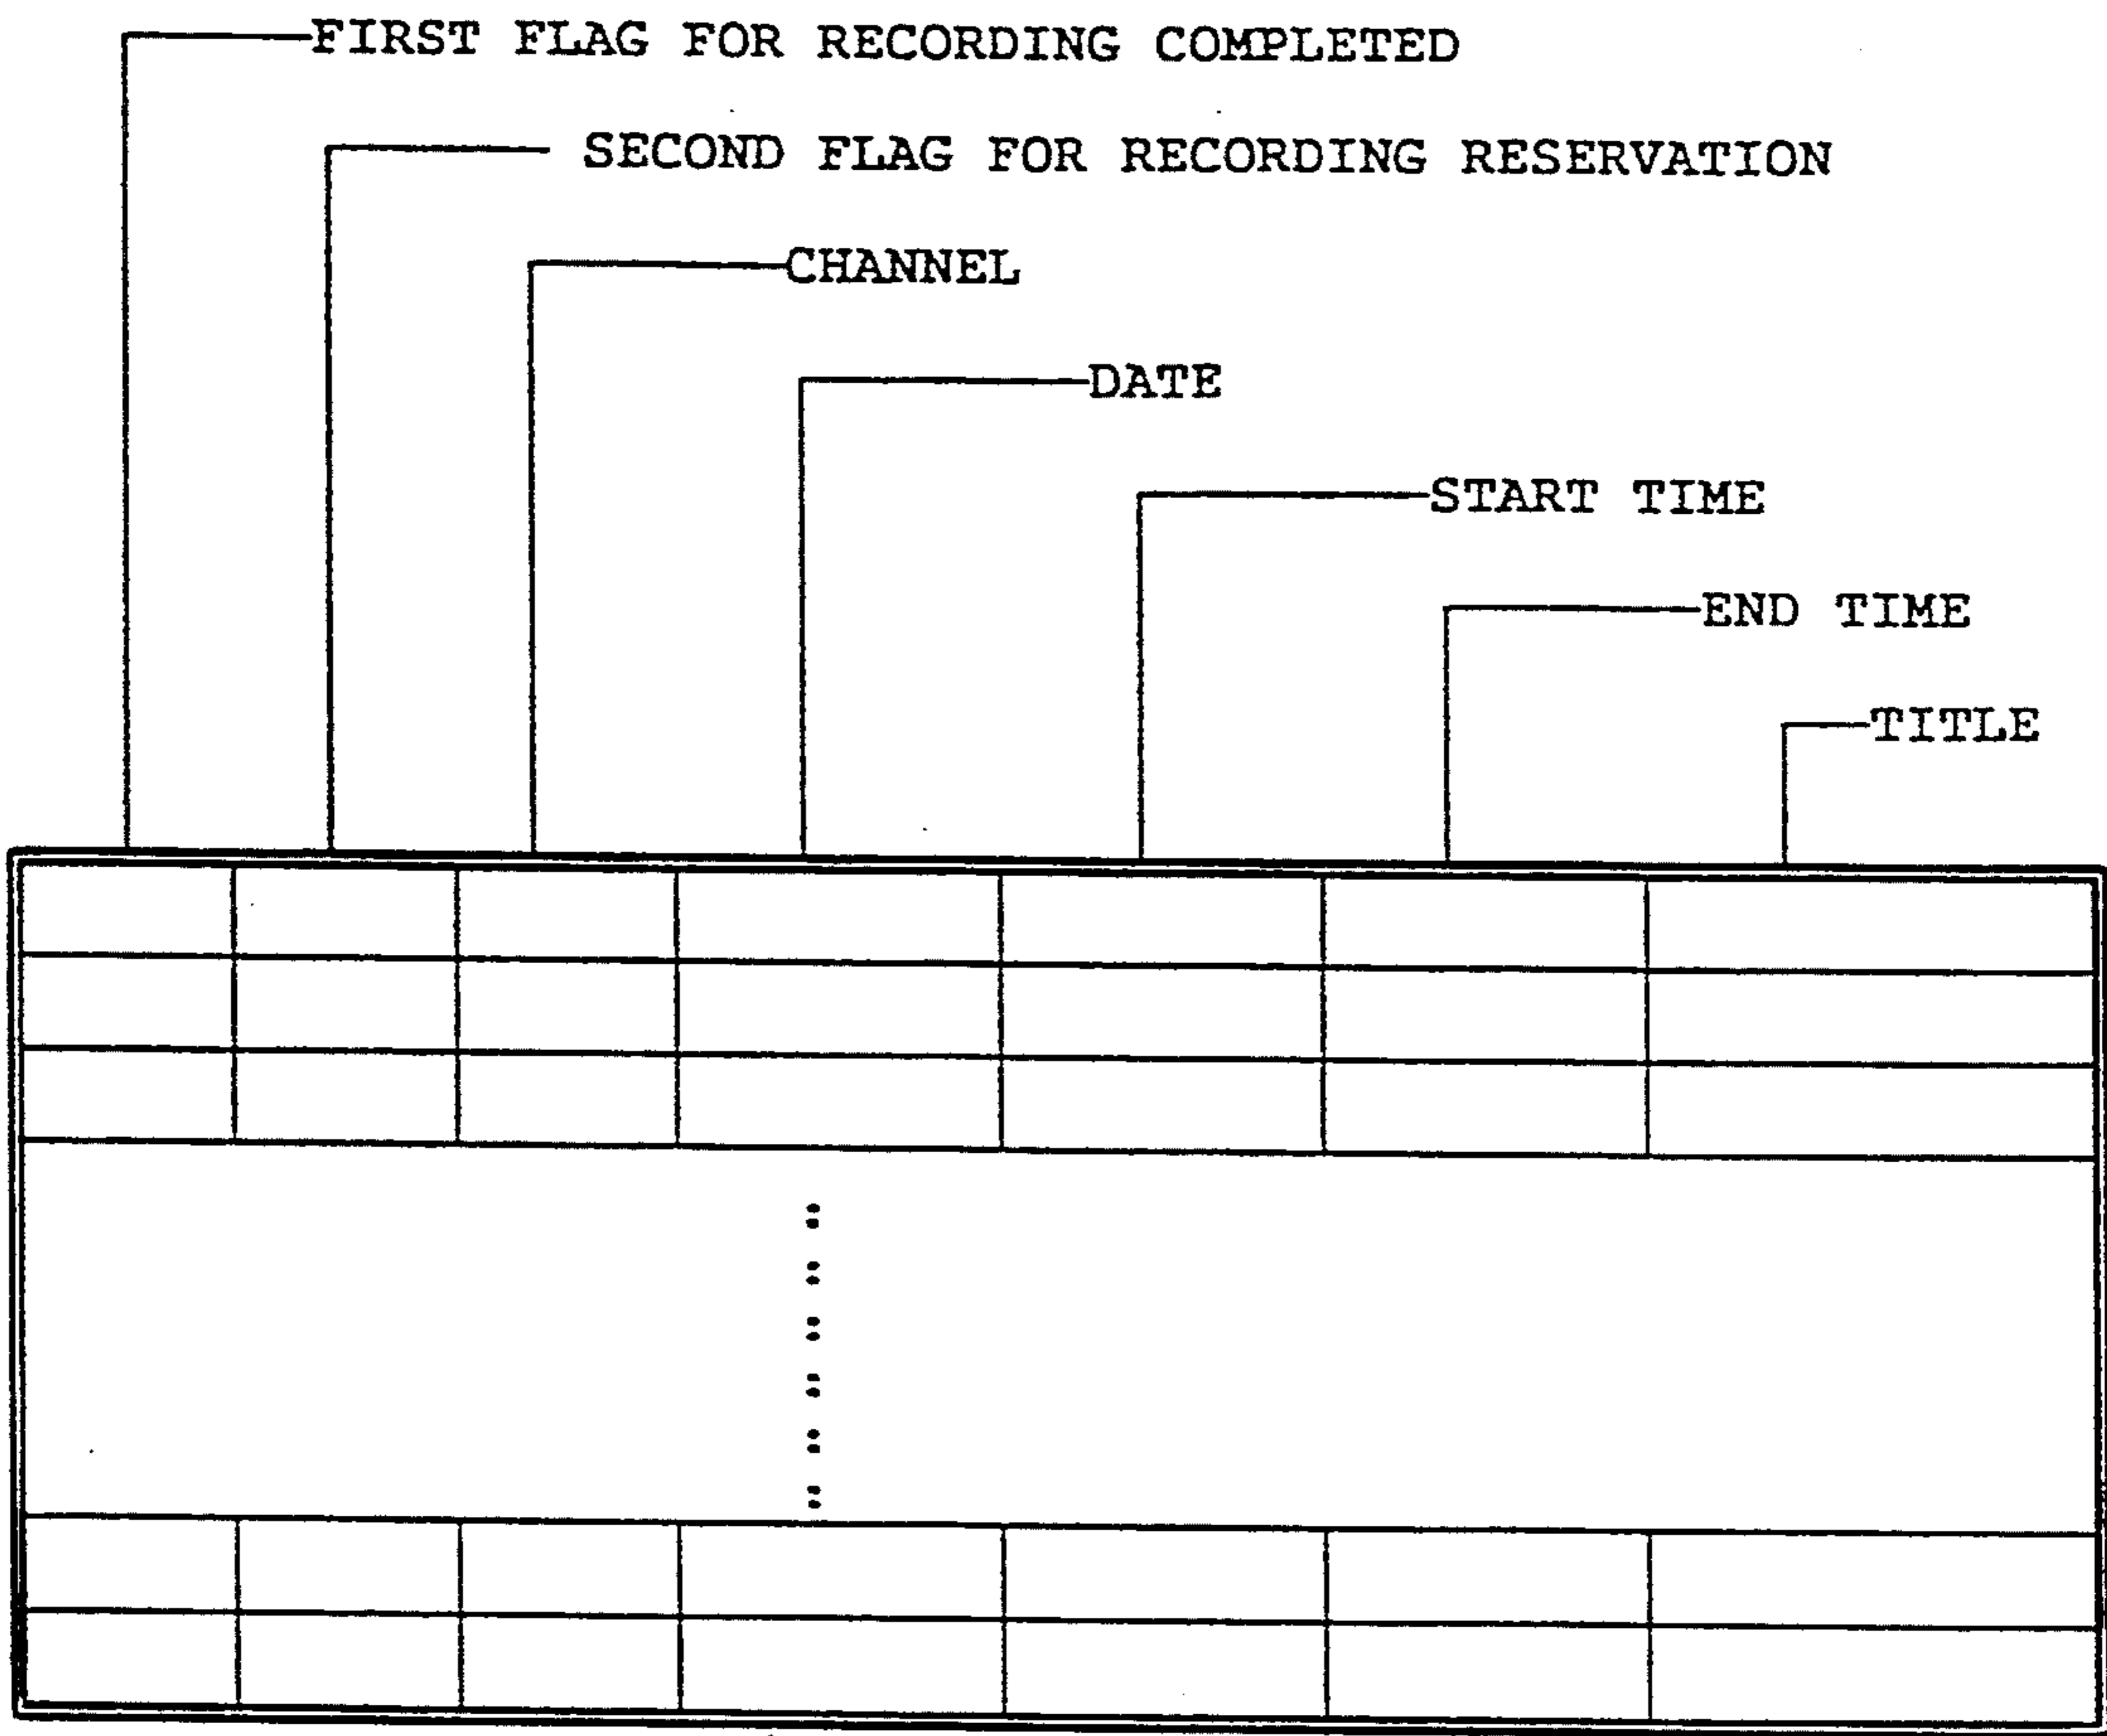 FIRST FLAG FOR RECORDING COMPLETED
SECOND FLAG FOR RECORDING RESERVATION
CHANNEL
DATE
START TIME
END TIME
TITLE